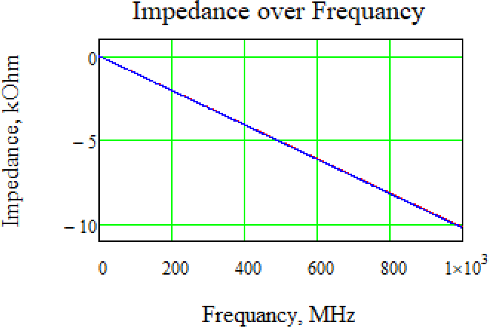 Impedance over Frequancy
Impedance, kOhm
0
− 5
− 10
0 200 400 600 800 1×10³
Frequancy, MHz